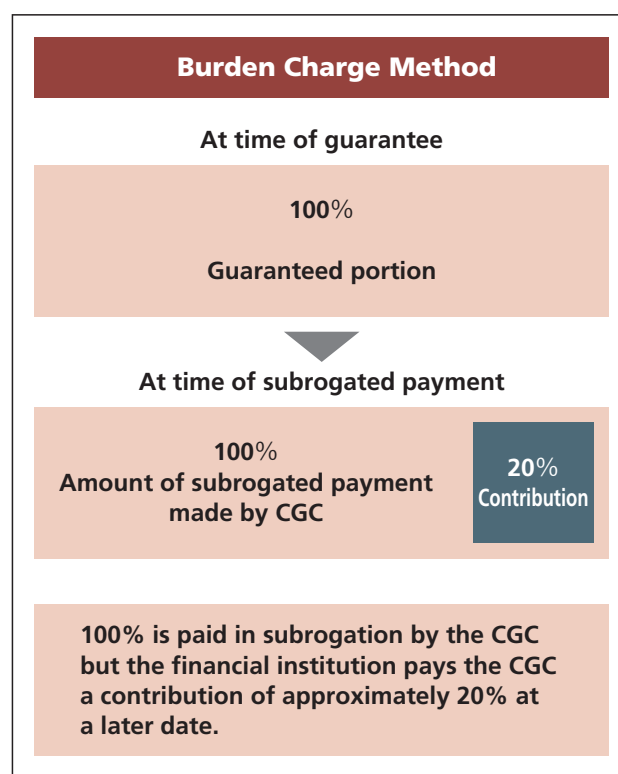 Burden Charge Method
At time of guarantee
100%
Guaranteed portion
At time of subrogated payment
100%
Amount of subrogated payment
made by CGC
20%
Contribution
100% is paid in subrogation by the CGC
but the financial institution pays the CGC
a contribution of approximately 20% at
a later date.